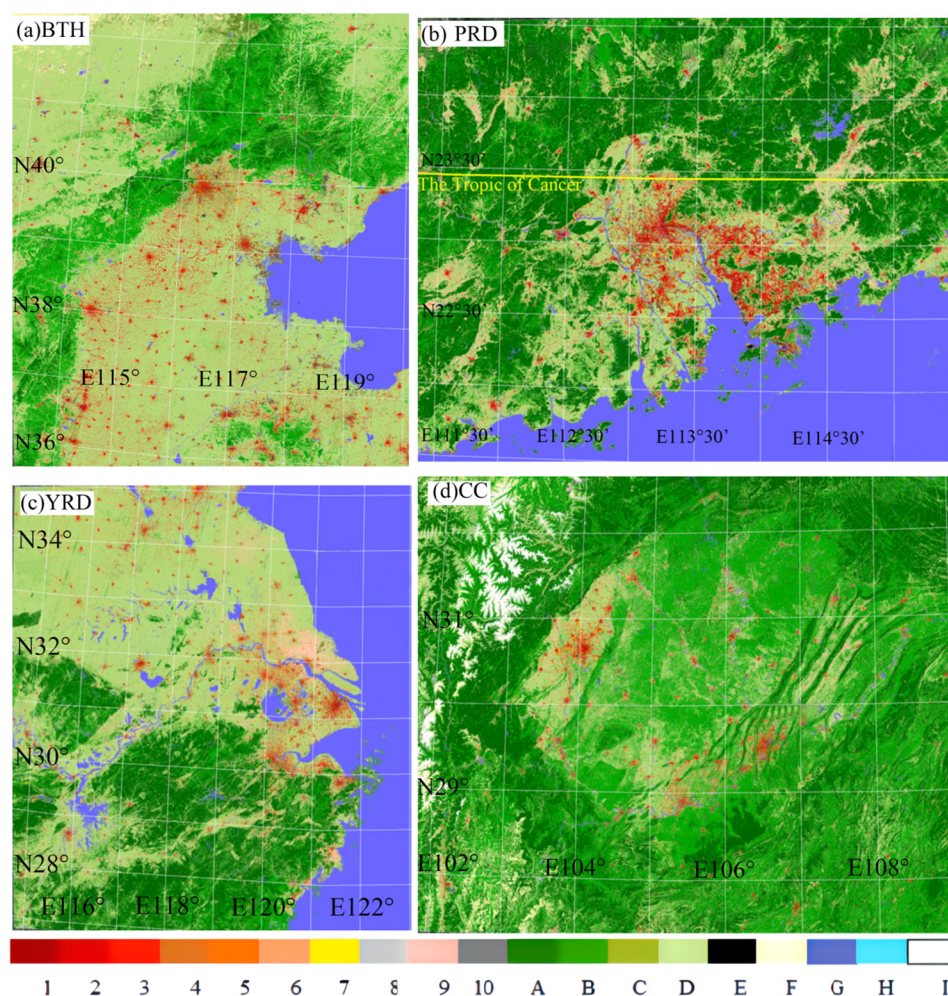 (a)BTH
N40°
N38°
E115° E117° E119°
N36°
(b) PRD
N23°30'
The Tropic of Cancer
N22°30
E111°30' E112°30' E113°30' E114°30'
(c)YRD
N34°
N32°
N30°
N28°
E116° E118° E120° E122°
(d)CC
N31°
N29°
E102° E104° E106° E108°
1 2 3 4 5 6 7 8 9 10 A B C D E F G H I